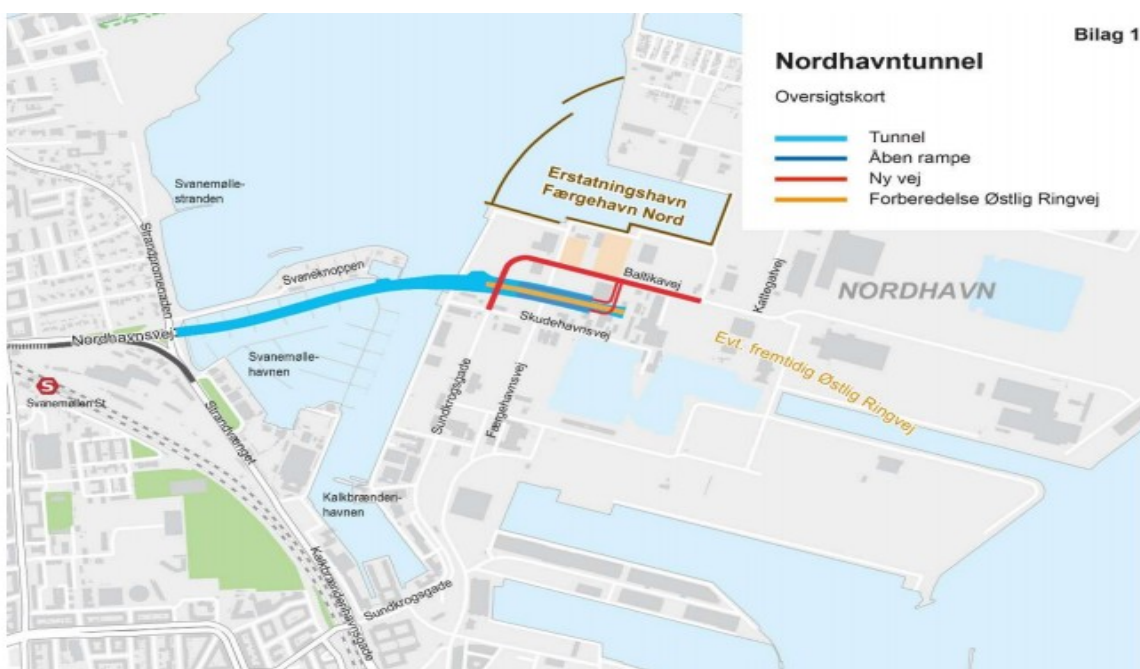 Bilag 1
Nordhavntunnel
Oversigtskort
Tunnel
Åben rampe
Ny vej
Forberedelse Østlig Ringvej
Svanemølle-
stranden
Strandpromenaden
Svaneknoppen
Erstatningshavn
Færgehavn Nord
Baltikavej
Kattegatvej
NORDHAVN
Nordhavnsvej
Skudehavnsvej
Svanemølle-
havnen
Evt. fremtidig Østlig Ringvej
S
Svanemøllen St
Strandvænget
Sundkrogsgade
Færgehavnsvej
Kalkbrænderi-
havnen
Kalkbrænderihavnsgade
Sundkrogsgade